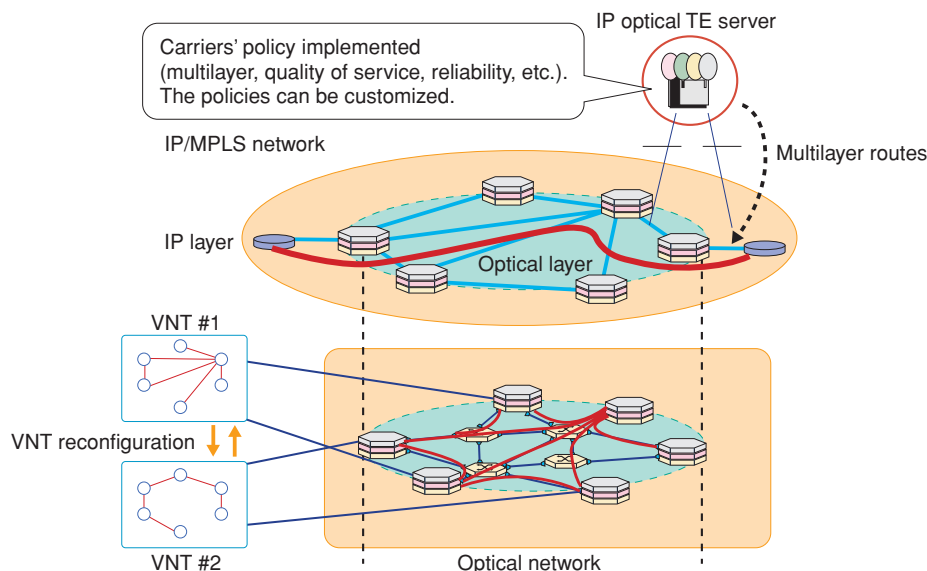 IP optical TE server
Carriers’ policy implemented
(multilayer, quality of service, reliability, etc.).
The policies can be customized.
IP/MPLS network
Multilayer routes
IP layer
Optical layer
VNT #1
VNT reconfiguration
VNT #2
Optical network